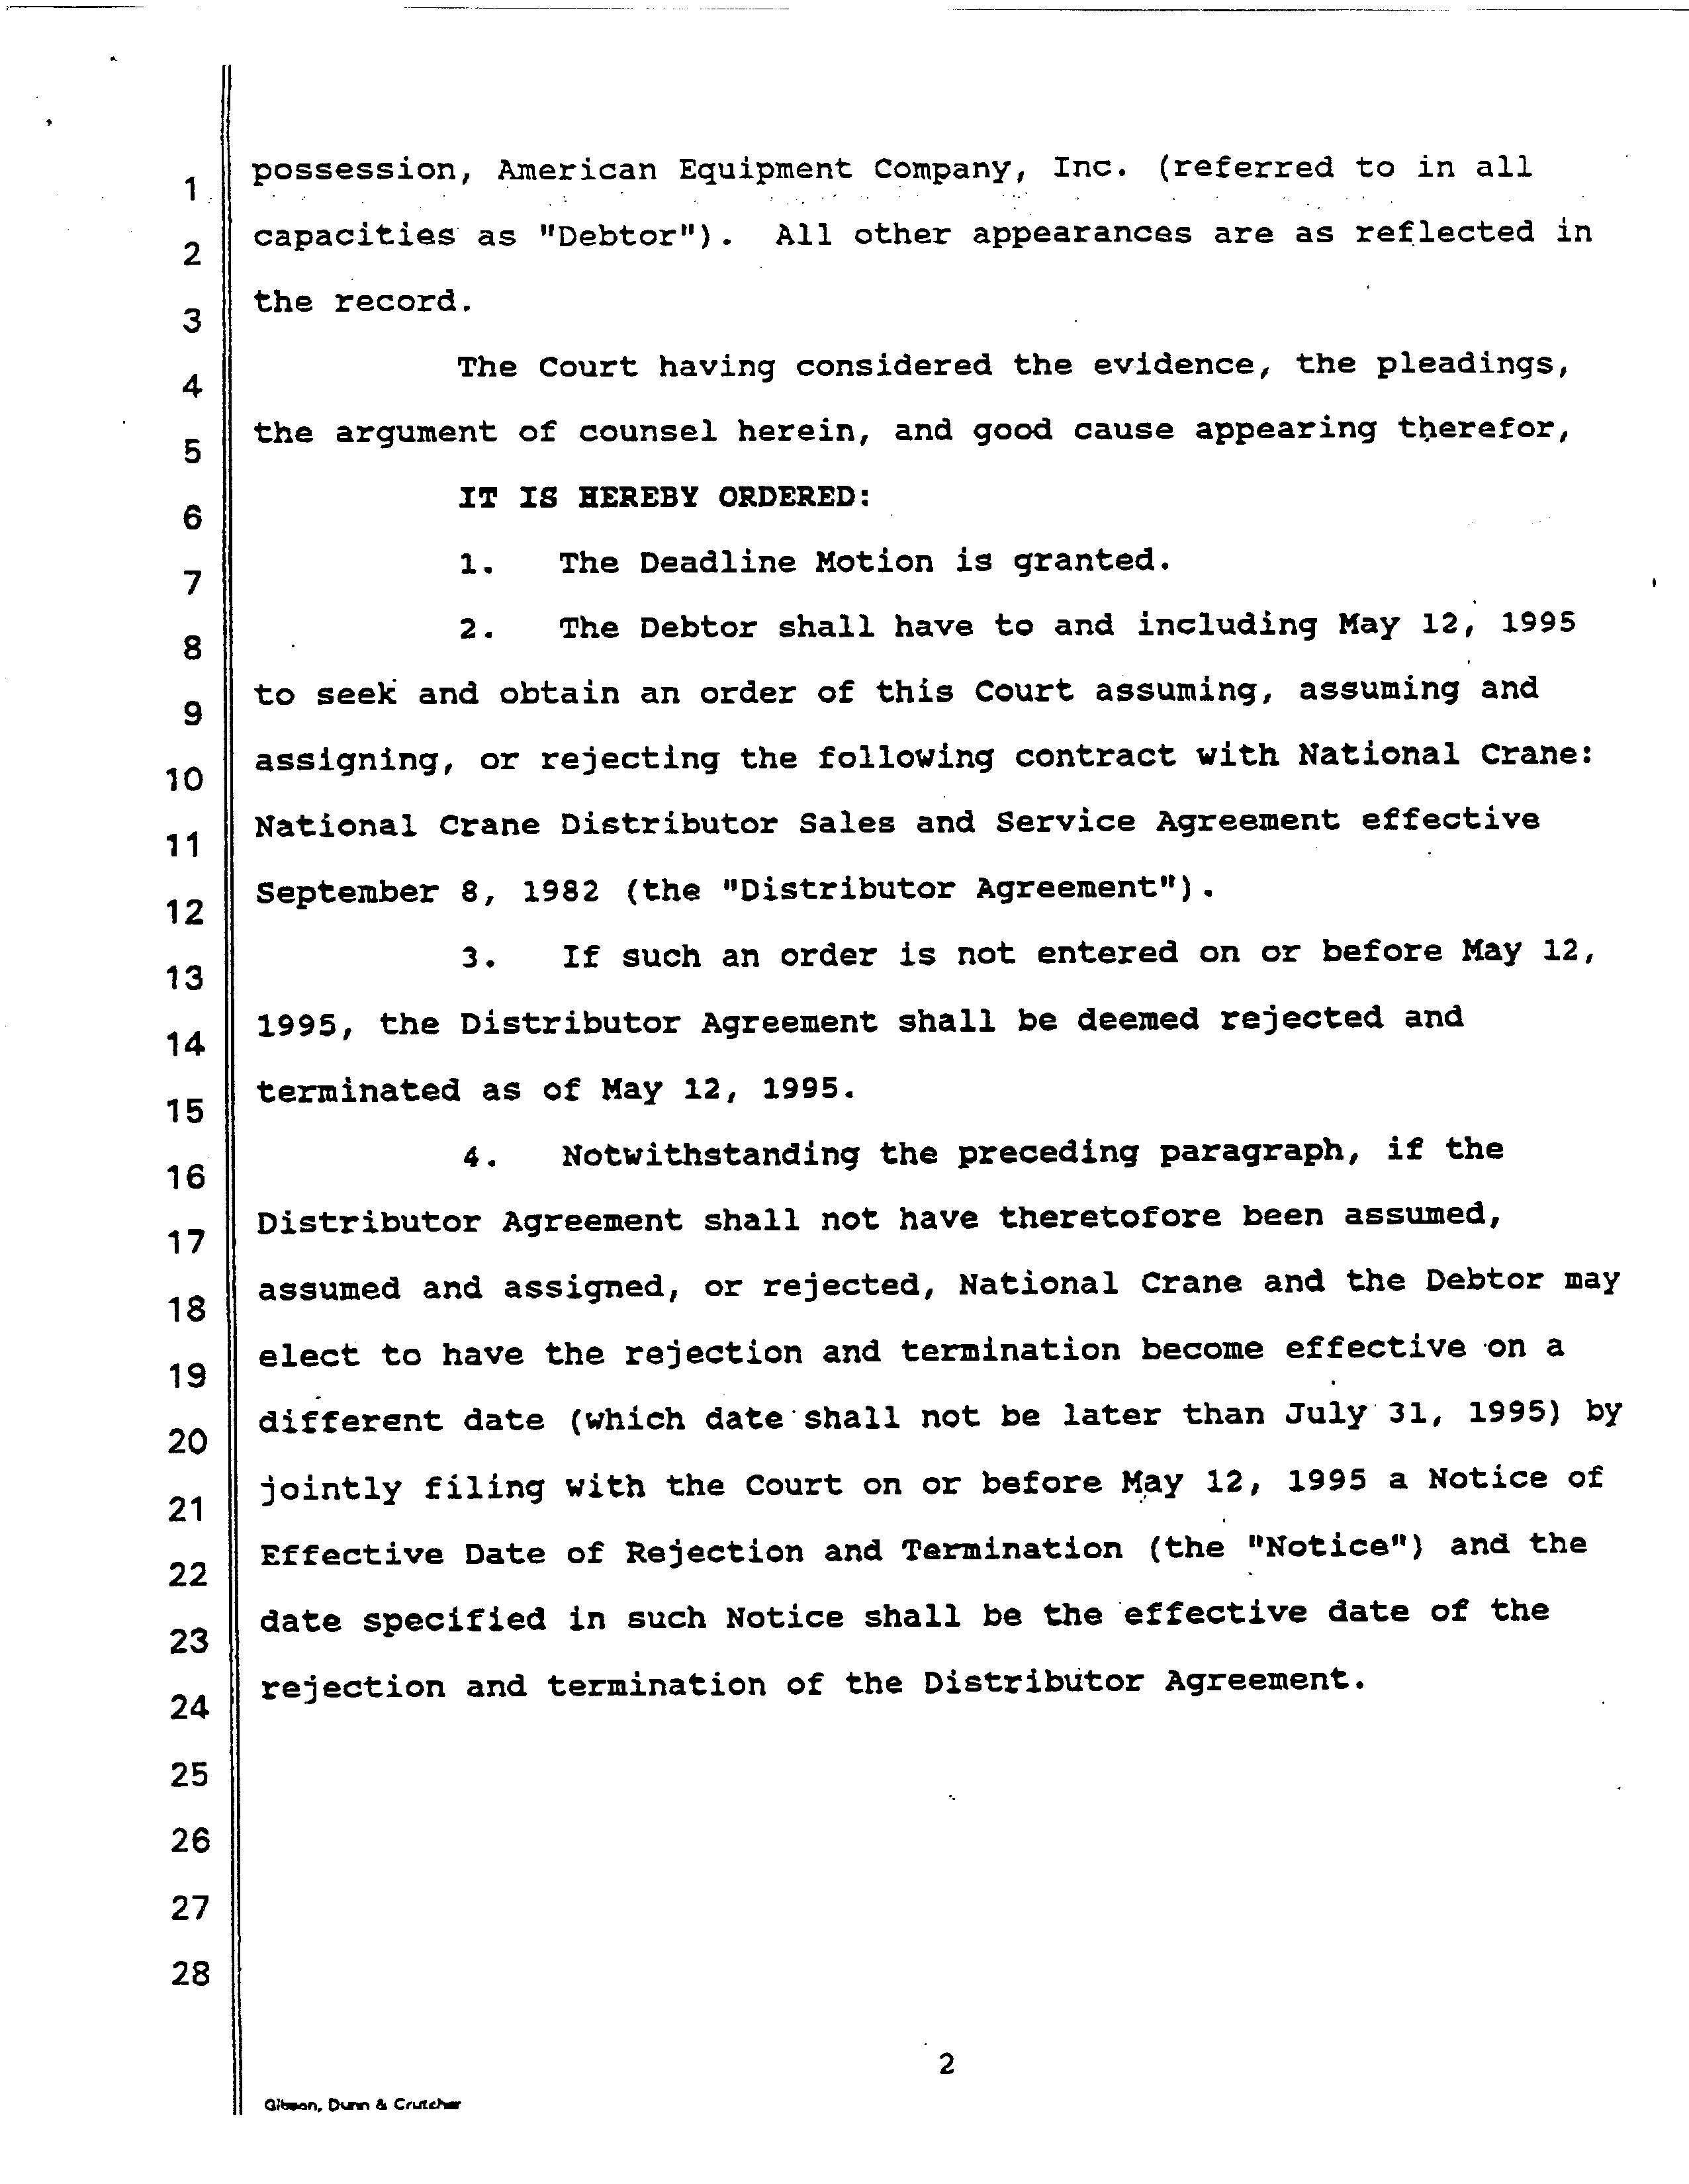 1 possession, American Equipment Company, Inc. (referred to in all
2 capacities as "Debtor"). All other appearances are as reflected in
3 the record.
4 The Court having considered the evidence, the pleadings,
5 the argument of counsel herein, and good cause appearing therefor,
6 IT IS HEREBY ORDERED:
7 1. The Deadline Motion is granted.
8 2. The Debtor shall have to and including May 12, 1995
9 to seek and obtain an order of this Court assuming, assuming and
10 assigning, or rejecting the following contract with National Crane:
11 National Crane Distributor Sales and Service Agreement effective
12 September 8, 1982 (the "Distributor Agreement").
13 3. If such an order is not entered on or before May 12,
14 1995, the Distributor Agreement shall be deemed rejected and
15 terminated as of May 12, 1995.
16 4. Notwithstanding the preceding paragraph, if the
17 Distributor Agreement shall not have theretofore been assumed,
18 assumed and assigned, or rejected, National Crane and the Debtor may
19 elect to have the rejection and termination become effective on a
20 different date (which date shall not be later than July 31, 1995) by
21 jointly filing with the Court on or before May 12, 1995 a Notice of
22 Effective Date of Rejection and Termination (the "Notice") and the
23 date specified in such Notice shall be the effective date of the
24 rejection and termination of the Distributor Agreement.
25
26
27
28
2
Gibson, Dunn & Crutcher